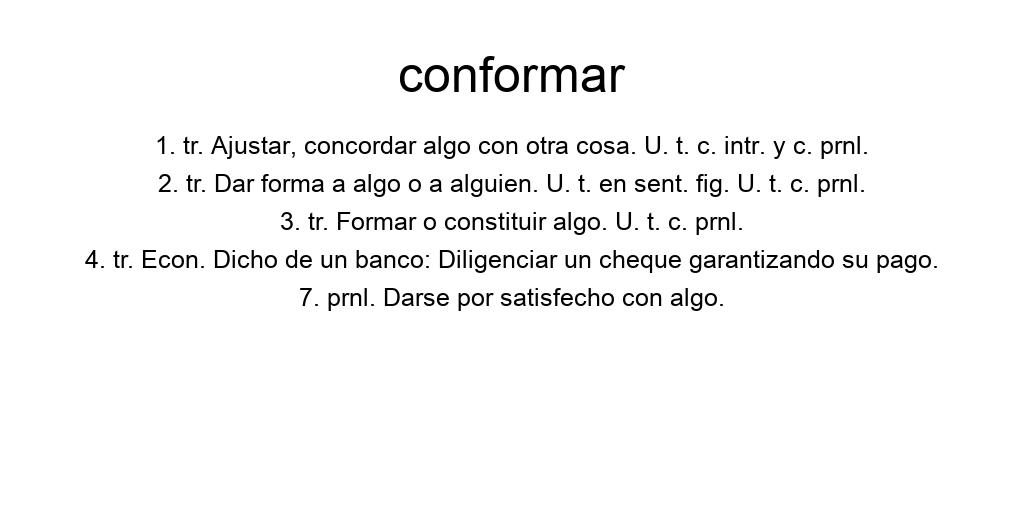 conformar
1. tr. Ajustar, concordar algo con otra cosa. U. t. c. intr. y c. prnl.
2. tr. Dar forma a algo o a alguien. U. t. en sent. fig. U. t. c. prnl.
3. tr. Formar o constituir algo. U. t. c. prnl.
4. tr. Econ. Dicho de un banco: Diligenciar un cheque garantizando su pago.
7. prnl. Darse por satisfecho con algo.